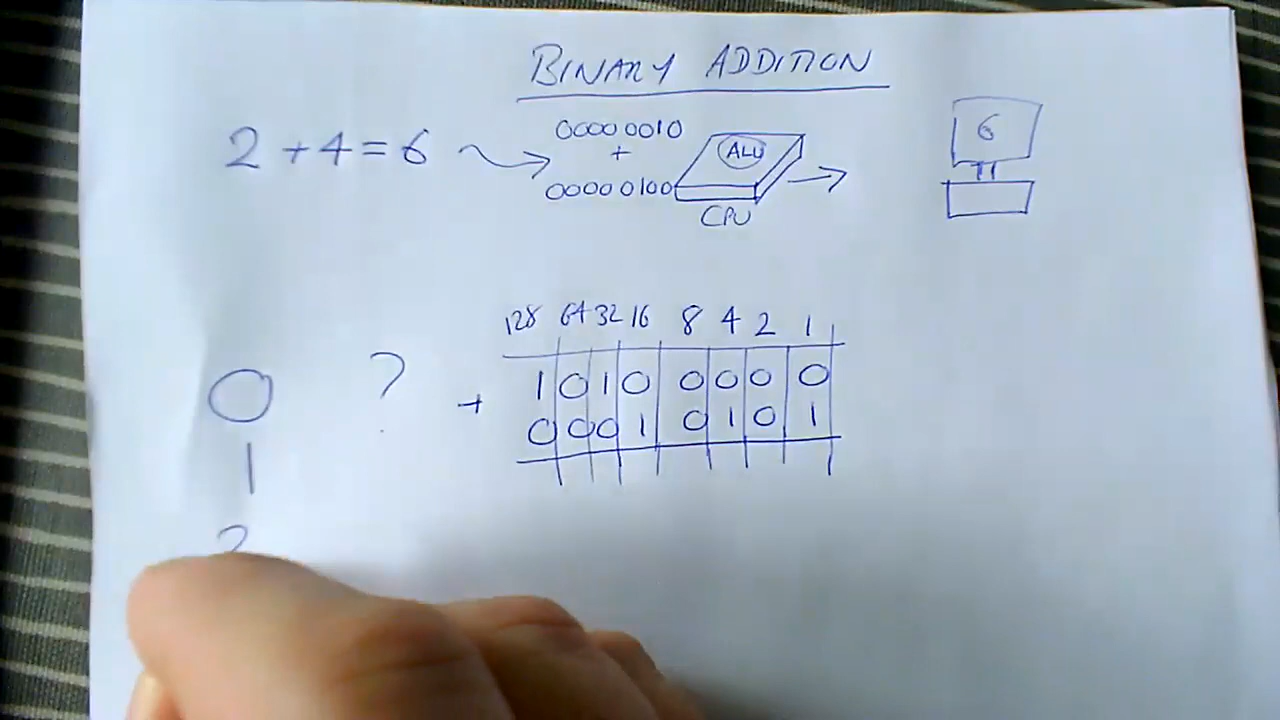 BINARY ADDITION
2 + 4 = 6
00000010
+
00000100
ALU
CPU
6
128 64 32 16 8 4 2 1
0 ? + 1 0 1 0 0 0 0 0
0 0 0 1 0 1 0 1
1
2